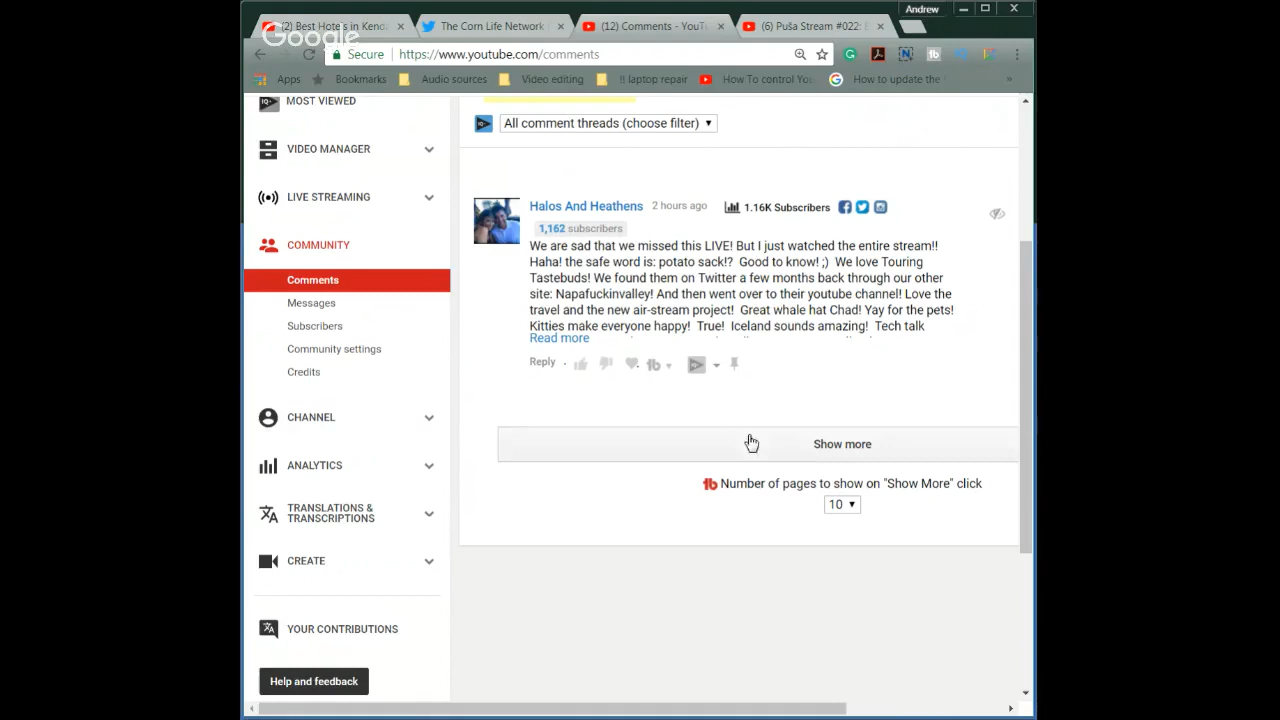 Andrew
(2) Best Hotels in Kenda
The Corn Life Network
(12) Comments - YouTu
(6) Puša Stream #022:
Google
Secure
https://www.youtube.com/comments
Apps
Bookmarks
Audio sources
Video editing
!! laptop repair
How To control You
How to update the
»
MOST VIEWED
All comment threads (choose filter)
VIDEO MANAGER
LIVE STREAMING
Halos And Heathens 2 hours ago 1.16K Subscribers
1,162 subscribers
COMMUNITY
We are sad that we missed this LIVE! But I just watched the entire stream!!
Haha! the safe word is: potato sack!? Good to know! ;) We love Touring
Tastebuds! We found them on Twitter a few months back through our other
site: Napafuckinvalley! And then went over to their youtube channel! Love the
travel and the new air-stream project! Great whale hat Chad! Yay for the pets!
Kitties make everyone happy! True! Iceland sounds amazing! Tech talk
Read more
Reply
Comments
Messages
Subscribers
Community settings
Credits
CHANNEL
Show more
ANALYTICS
Number of pages to show on "Show More" click
10
TRANSLATIONS &
TRANSCRIPTIONS
CREATE
YOUR CONTRIBUTIONS
Help and feedback